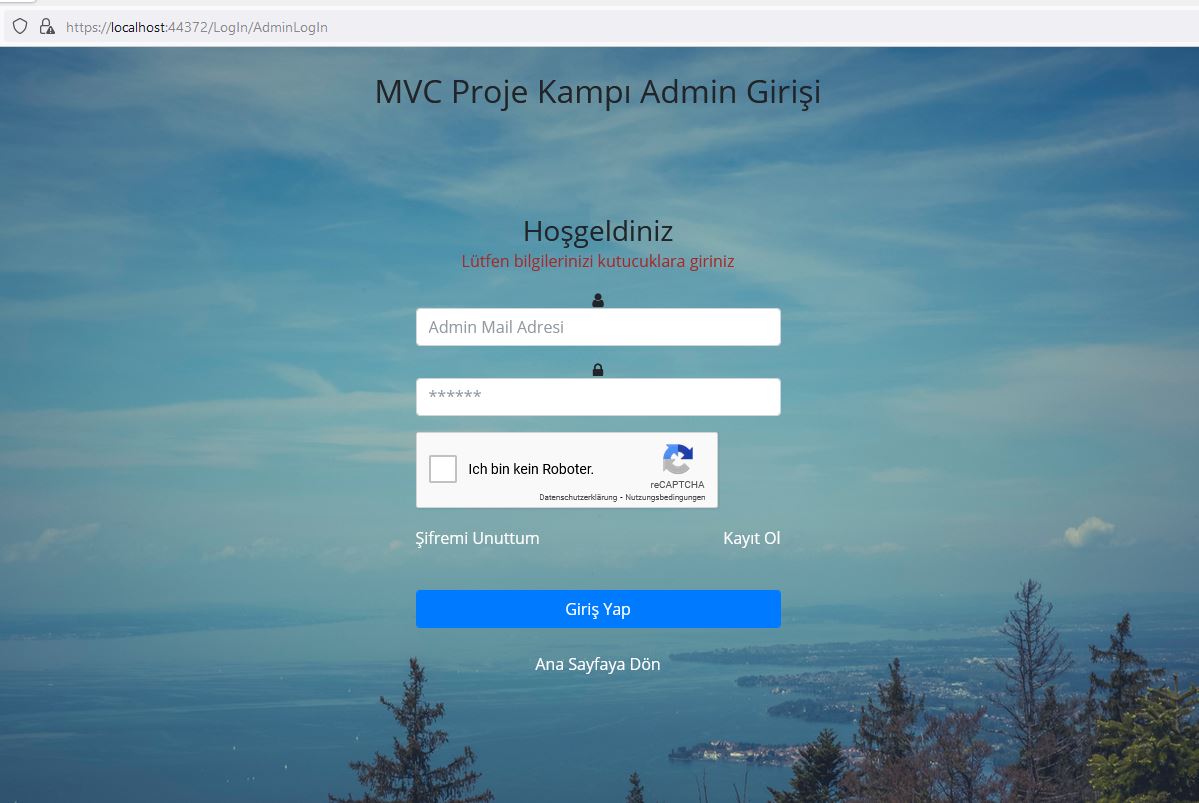 https://localhost:44372/LogIn/AdminLogIn
MVC Proje Kampı Admin Girişi
Hoşgeldiniz
Lütfen bilgilerinizi kutucuklara giriniz
Admin Mail Adresi
******
Ich bin kein Roboter.
reCAPTCHA
Datenschutzerklärung - Nutzungsbedingungen
Şifremi Unuttum Kayıt Ol
Giriş Yap
Ana Sayfaya Dön